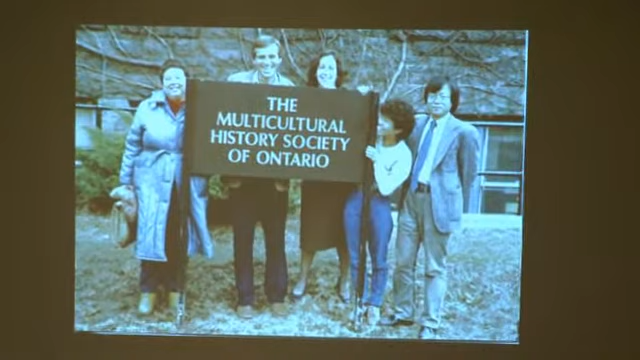 THE
MULTICULTURAL
HISTORY SOCIETY
OF ONTARIO